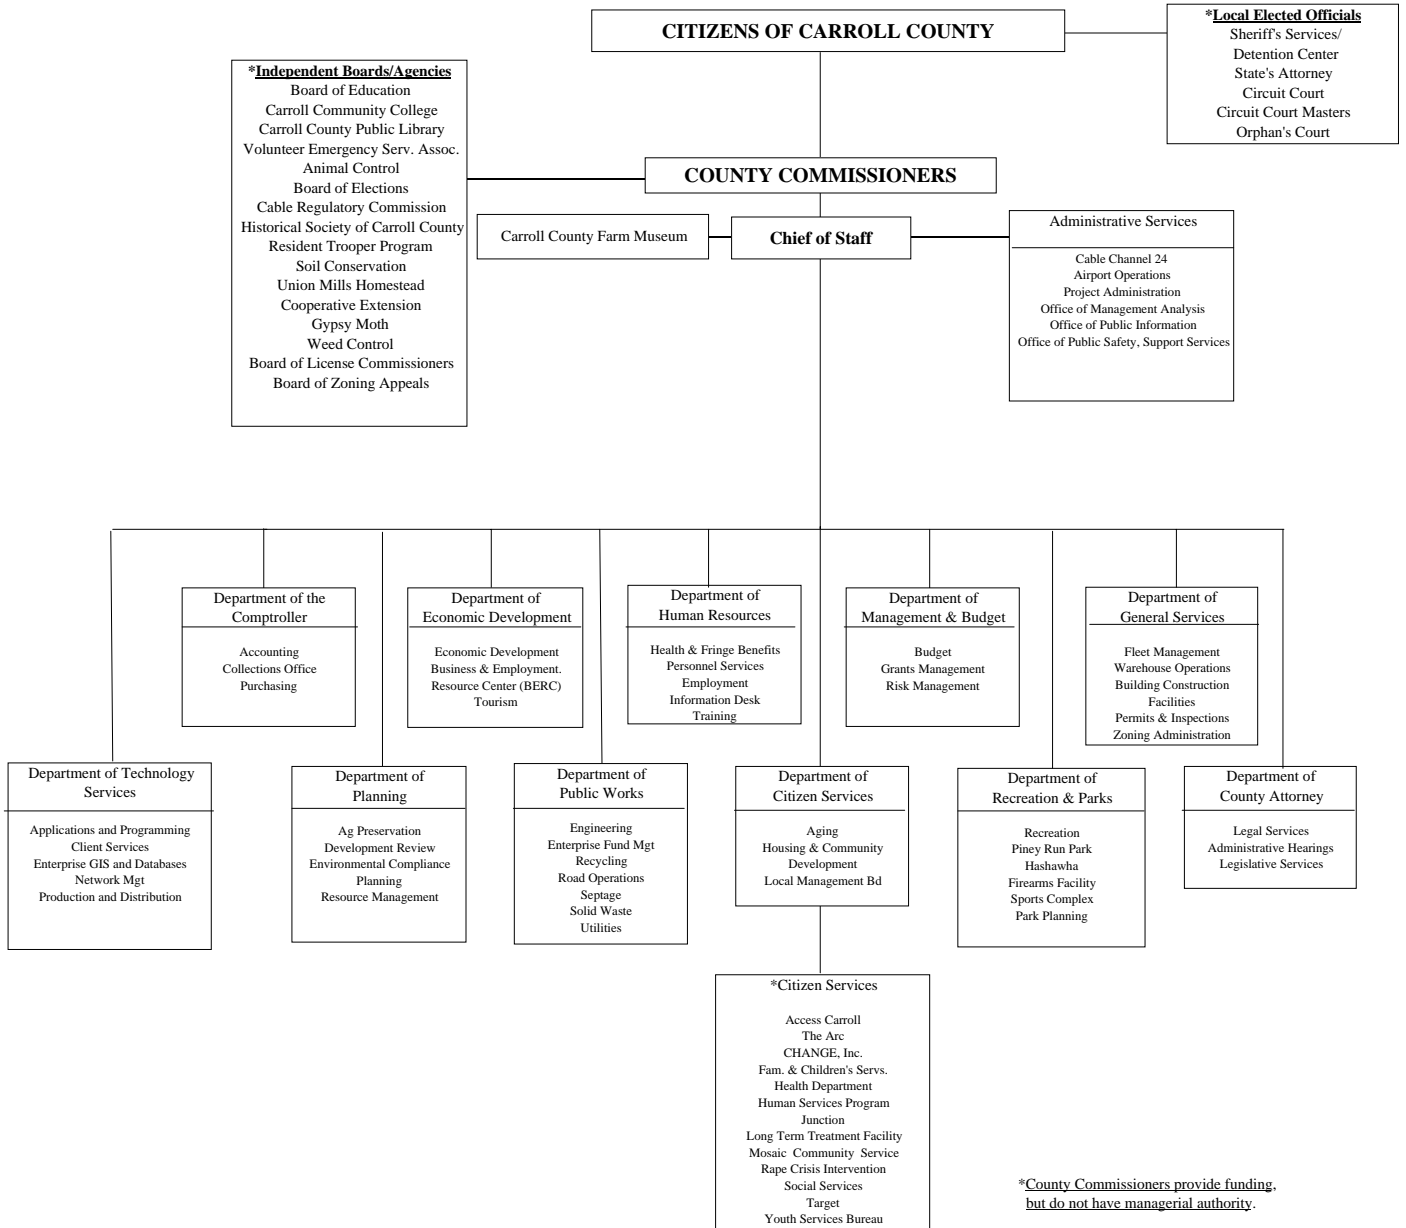 CITIZENS OF CARROLL COUNTY
*Local Elected Officials
Sheriff's Services/
Detention Center
State's Attorney
Circuit Court
Circuit Court Masters
Orphan's Court
*Independent Boards/Agencies
Board of Education
Carroll Community College
Carroll County Public Library
Volunteer Emergency Serv. Assoc.
Animal Control
Board of Elections
Cable Regulatory Commission
Historical Society of Carroll County
Resident Trooper Program
Soil Conservation
Union Mills Homestead
Cooperative Extension
Gypsy Moth
Weed Control
Board of License Commissioners
Board of Zoning Appeals
COUNTY COMMISSIONERS
Carroll County Farm Museum
Chief of Staff
Administrative Services
Cable Channel 24
Airport Operations
Project Administration
Office of Management Analysis
Office of Public Information
Office of Public Safety, Support Services
Department of the
Comptroller
Accounting
Collections Office
Purchasing
Department of
Economic Development
Economic Development
Business & Employment.
Resource Center (BERC)
Tourism
Department of
Human Resources
Health & Fringe Benefits
Personnel Services
Employment
Information Desk
Training
Department of
Management & Budget
Budget
Grants Management
Risk Management
Department of
General Services
Fleet Management
Warehouse Operations
Building Construction
Facilities
Permits & Inspections
Zoning Administration
Department of Technology
Services
Applications and Programming
Client Services
Enterprise GIS and Databases
Network Mgt
Production and Distribution
Department of
Planning
Ag Preservation
Development Review
Environmental Compliance
Planning
Resource Management
Department of
Public Works
Engineering
Enterprise Fund Mgt
Recycling
Road Operations
Septage
Solid Waste
Utilities
Department of
Citizen Services
Aging
Housing & Community
Development
Local Management Bd
Department of
Recreation & Parks
Recreation
Piney Run Park
Hashawha
Firearms Facility
Sports Complex
Park Planning
Department of
County Attorney
Legal Services
Administrative Hearings
Legislative Services
*Citizen Services
Access Carroll
The Arc
CHANGE, Inc.
Fam. & Children's Servs.
Health Department
Human Services Program
Junction
Long Term Treatment Facility
Mosaic Community Service
Rape Crisis Intervention
Social Services
Target
Youth Services Bureau
*County Commissioners provide funding,
but do not have managerial authority.